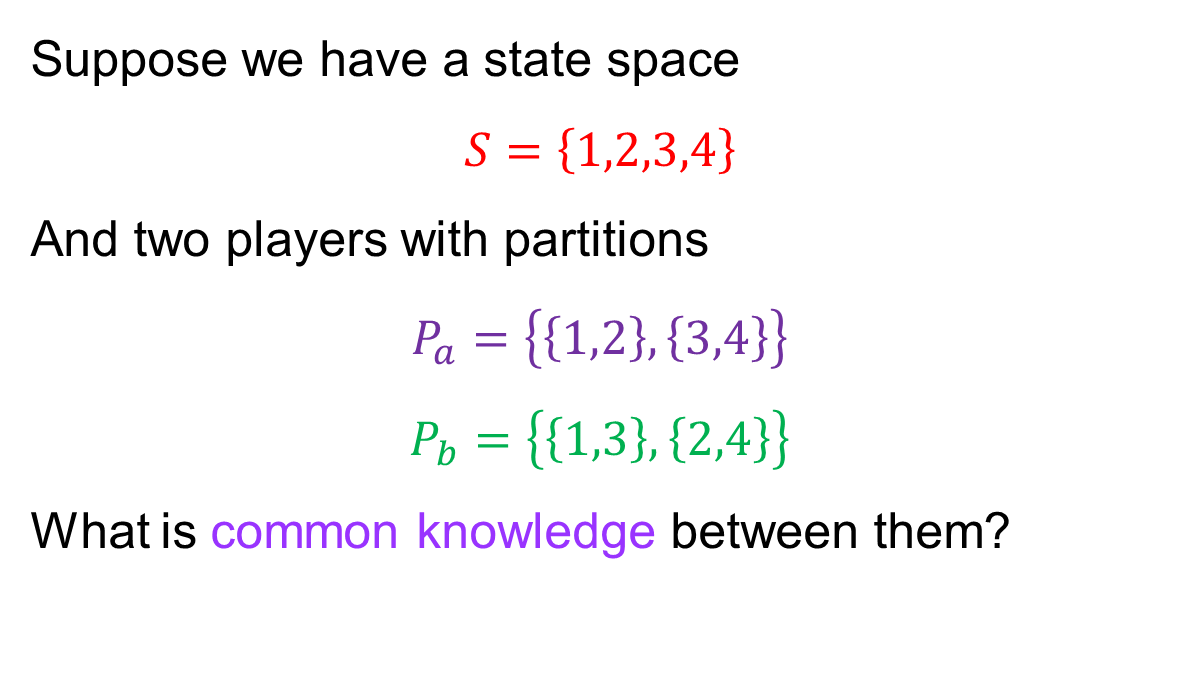 Suppose we have a state space
S = {1,2,3,4}
And two players with partitions
Pₐ = {{1,2}, {3,4}}
P_b = {{1,3}, {2,4}}
What is common knowledge between them?